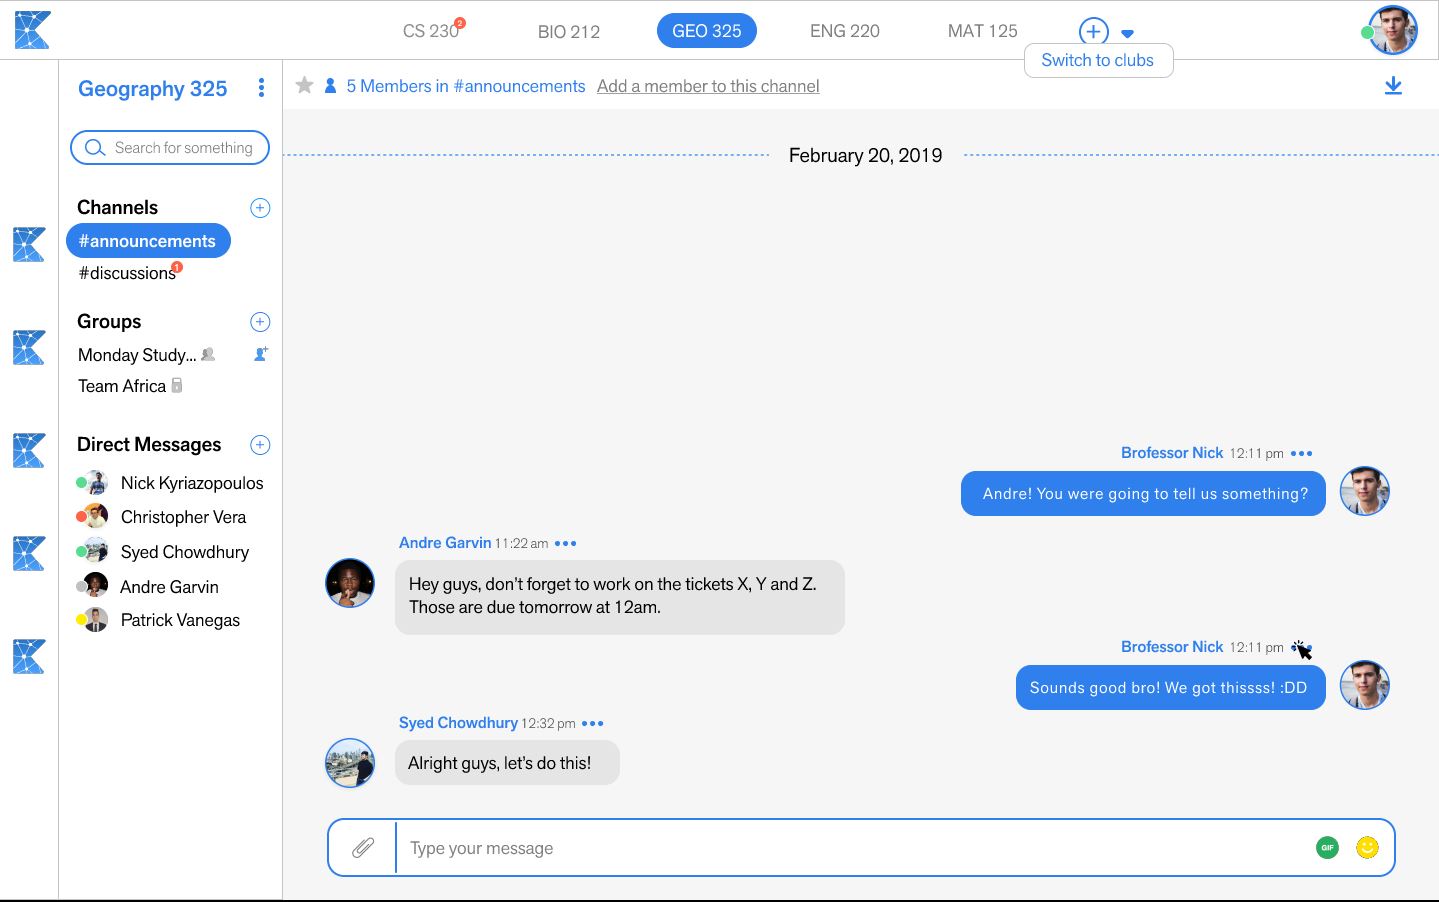 CS 230 2
BIO 212
GEO 325
ENG 220
MAT 125
Switch to clubs
Geography 325
Search for something
Channels
#announcements
#discussions 1
Groups
Monday Study...
Team Africa
Direct Messages
Nick Kyriazopoulos
Christopher Vera
Syed Chowdhury
Andre Garvin
Patrick Vanegas
5 Members in #announcements Add a member to this channel
February 20, 2019
Brofessor Nick 12:11 pm
Andre! You were going to tell us something?
Andre Garvin 11:22 am
Hey guys, don't forget to work on the tickets X, Y and Z.
Those are due tomorrow at 12am.
Brofessor Nick 12:11 pm
Sounds good bro! We got thissss! :DD
Syed Chowdhury 12:32 pm
Alright guys, let's do this!
Type your message
GIF